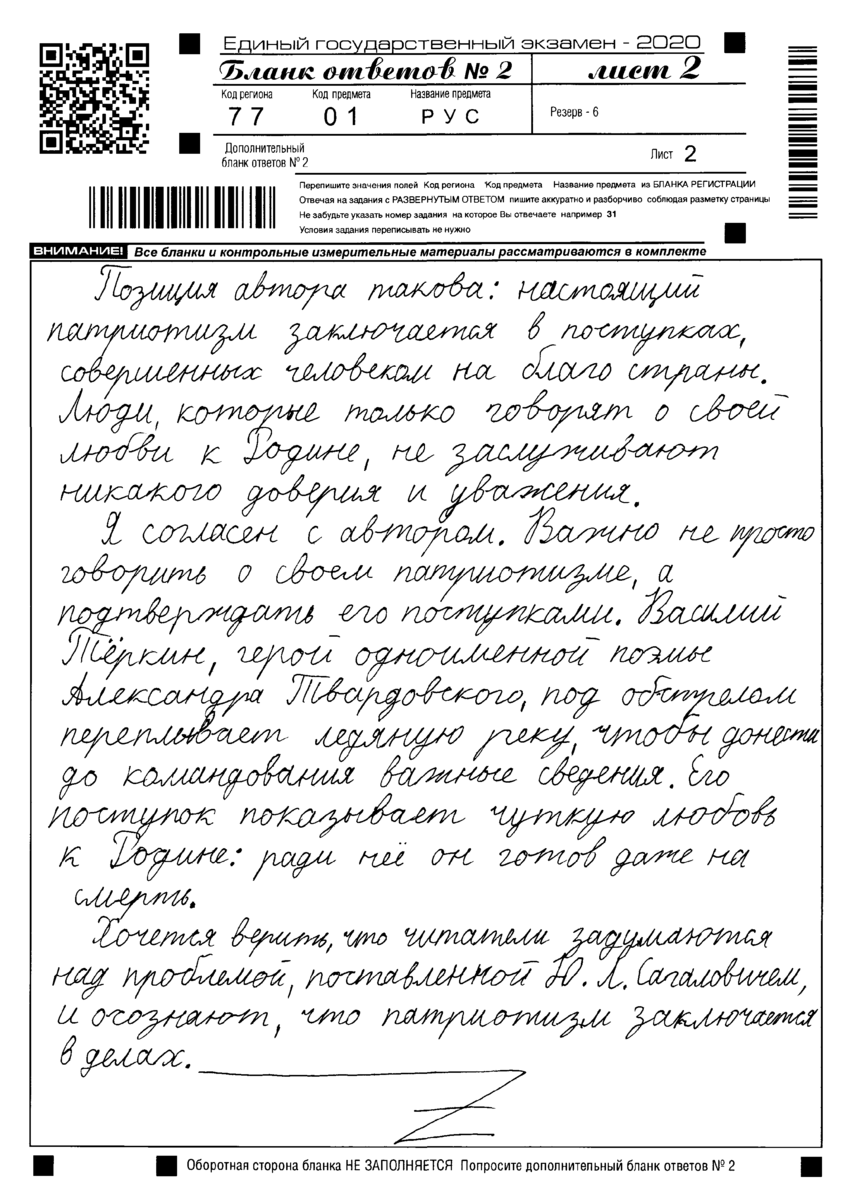 Единый государственный экзамен - 2020
Бланк ответов № 2 лист 2
Код региона Код предмета Название предмета
77 01 РУС Резерв - 6
Дополнительный
бланк ответов № 2
Лист 2
Перепишите значения полей Код региона Код предмета Название предмета из БЛАНКА РЕГИСТРАЦИИ
Отвечая на задания с РАЗВЕРНУТЫМ ОТВЕТОМ пишите аккуратно и разборчиво соблюдая разметку страницы
Не забудьте указать номер задания на которое Вы отвечаете например 31
Условия задания переписывать не нужно
ВНИМАНИЕ! Все бланки и контрольные измерительные материалы рассматриваются в комплекте
Позиция автора такова: настоящий
патриотизм заключается в поступках,
совершенных человеком на благо страны.
Люди, которые только говорят о своей
любви к Родине, не заслуживают
никакого доверия и уважения.
Я согласен с автором. Важно не просто
говорить о своем патриотизме, а
подтверждать его поступками. Василий
Тёркин, герой одноименной поэмы
Александра Твардовского, под обстрелом
переплывает ледяную реку, чтобы донести
до командования важные сведения. Его
поступок показывает чуткую любовь
к Родине: ради неё он готов даже на
смерть.
Хочется верить, что читатели задумаются
над проблемой, поставленной Ю. Л. Сагаловичем,
и осознают, что патриотизм заключается
в делах.
Оборотная сторона бланка НЕ ЗАПОЛНЯЕТСЯ Попросите дополнительный бланк ответов № 2